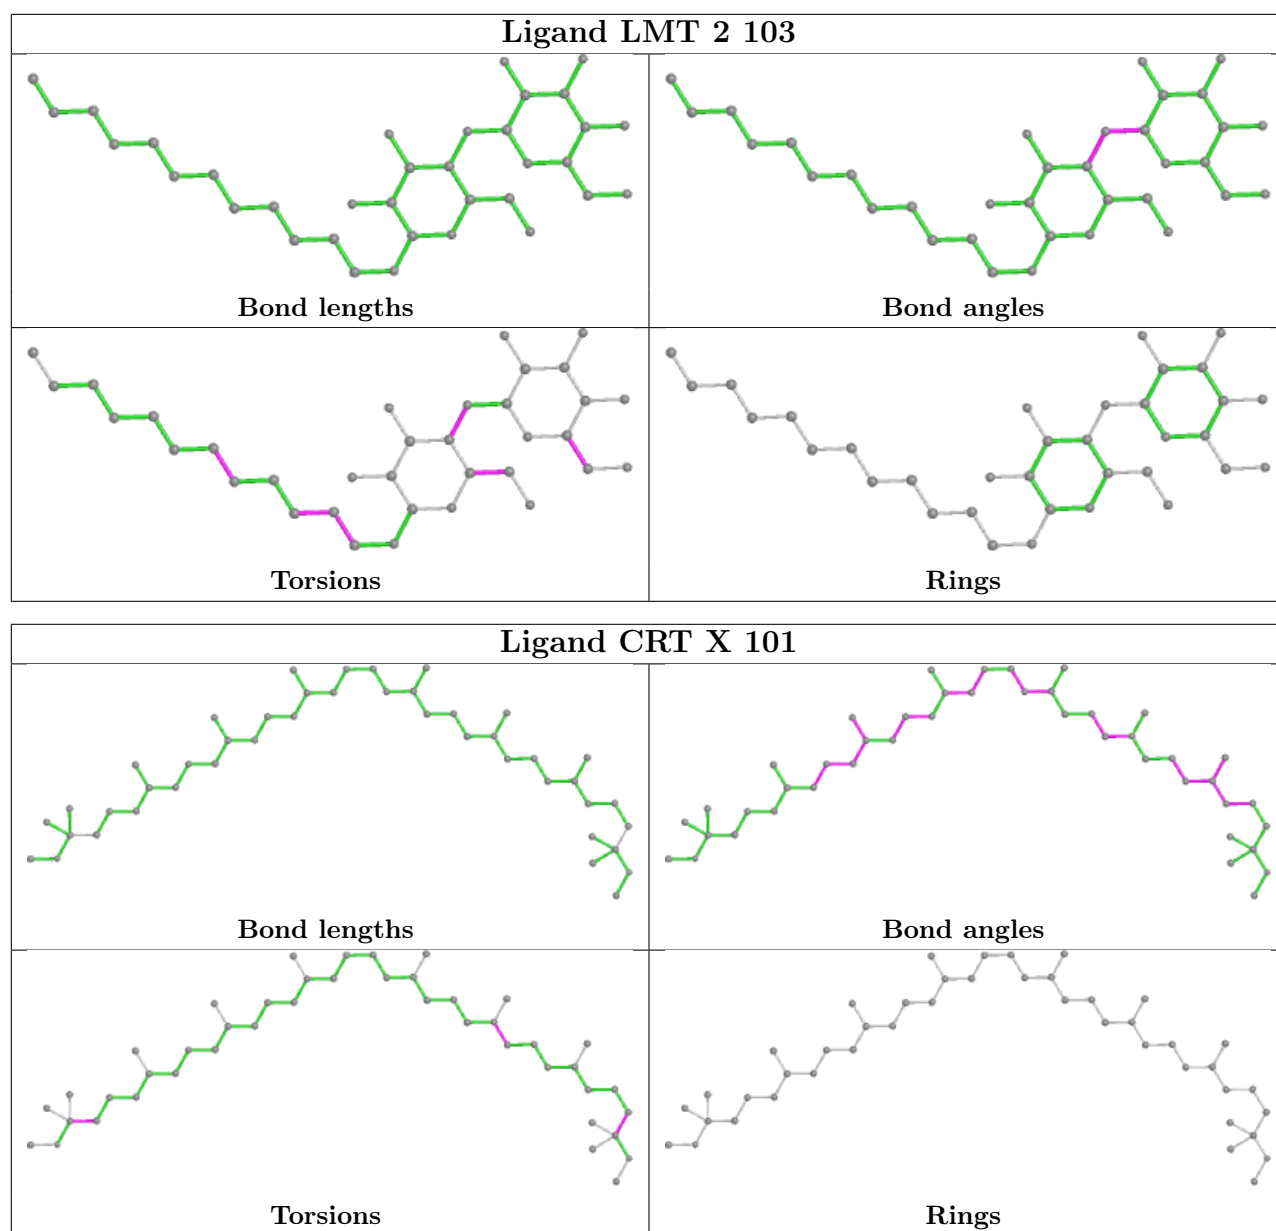 Ligand LMT 2 103
Bond lengths
Bond angles
Torsions
Rings
Ligand CRT X 101
Bond lengths
Bond angles
Torsions
Rings